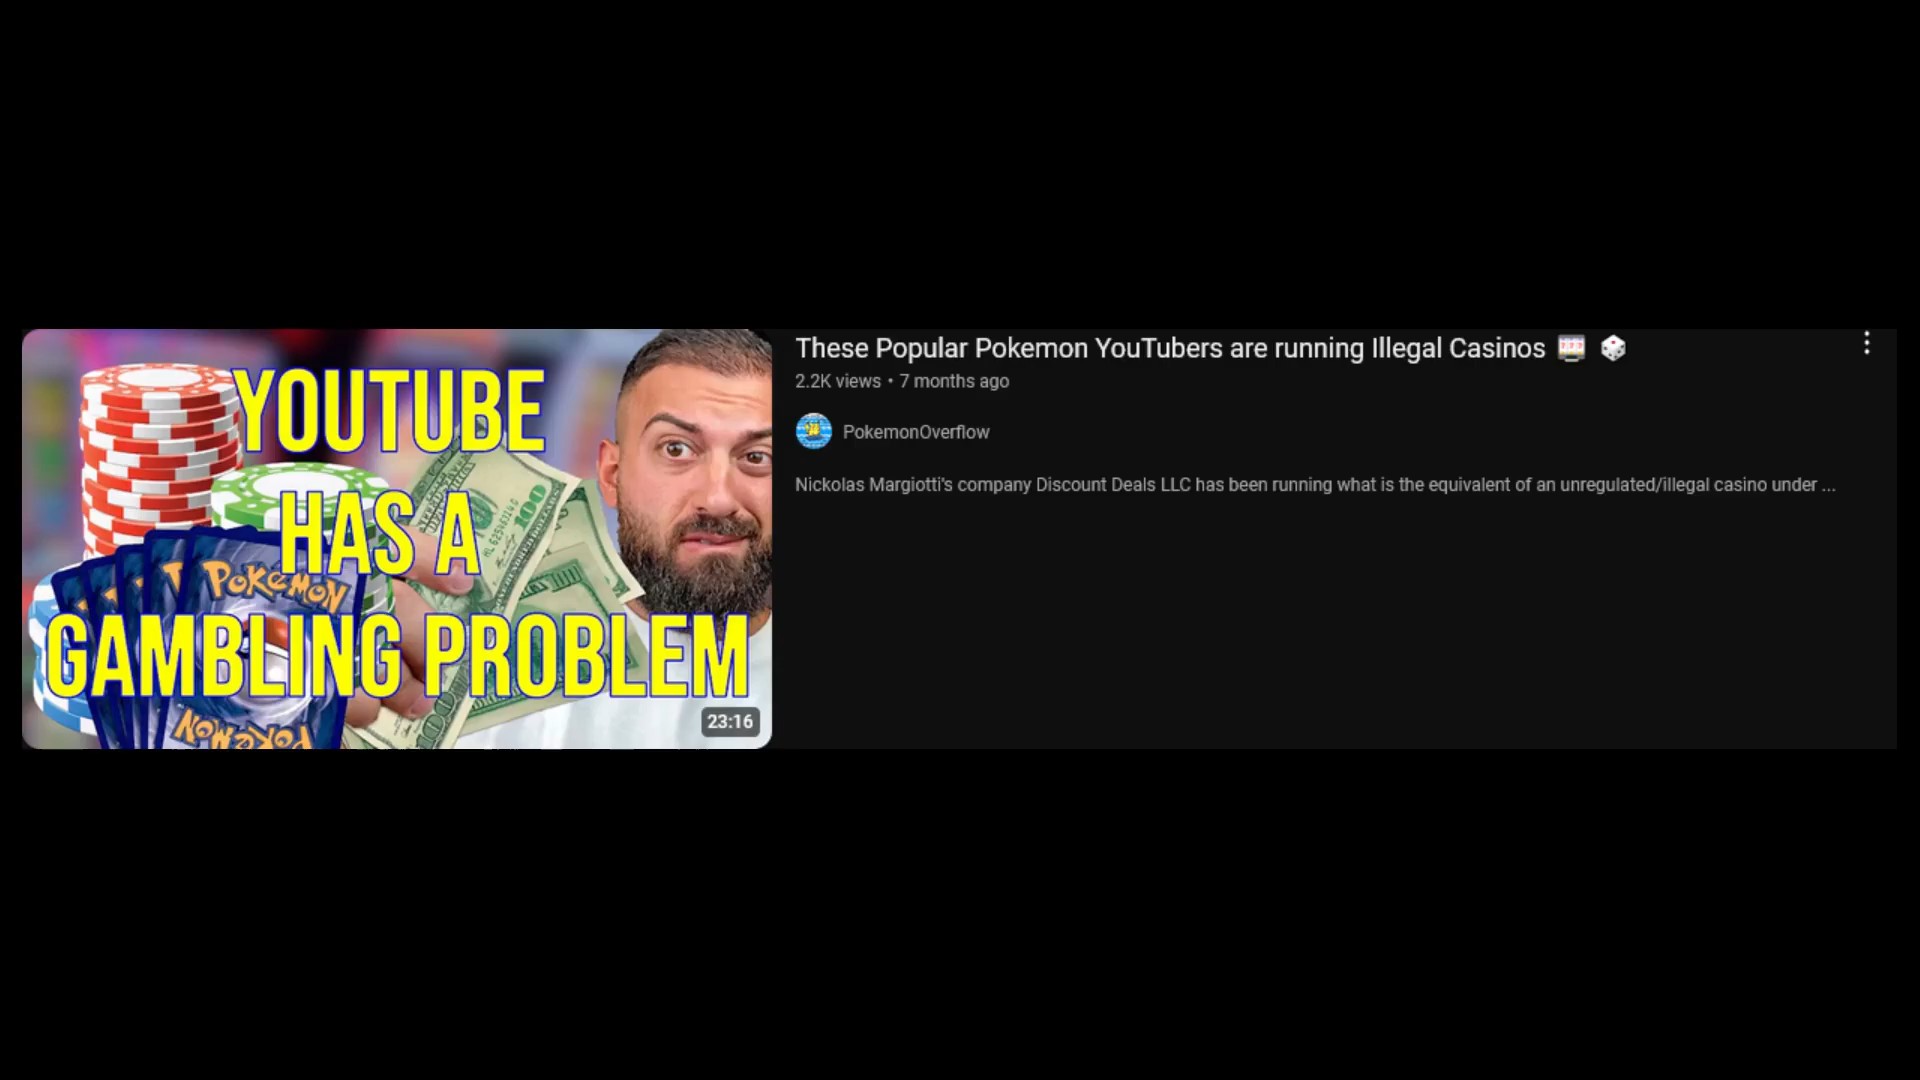 YOUTUBE
HAS A
GAMBLING PROBLEM
POKéMON
POKéMON
23:16
These Popular Pokemon YouTubers are running Illegal Casinos 🎰 🎲
2.2K views • 7 months ago
PokemonOverflow
Nickolas Margiotti's company Discount Deals LLC has been running what is the equivalent of an unregulated/illegal casino under ...